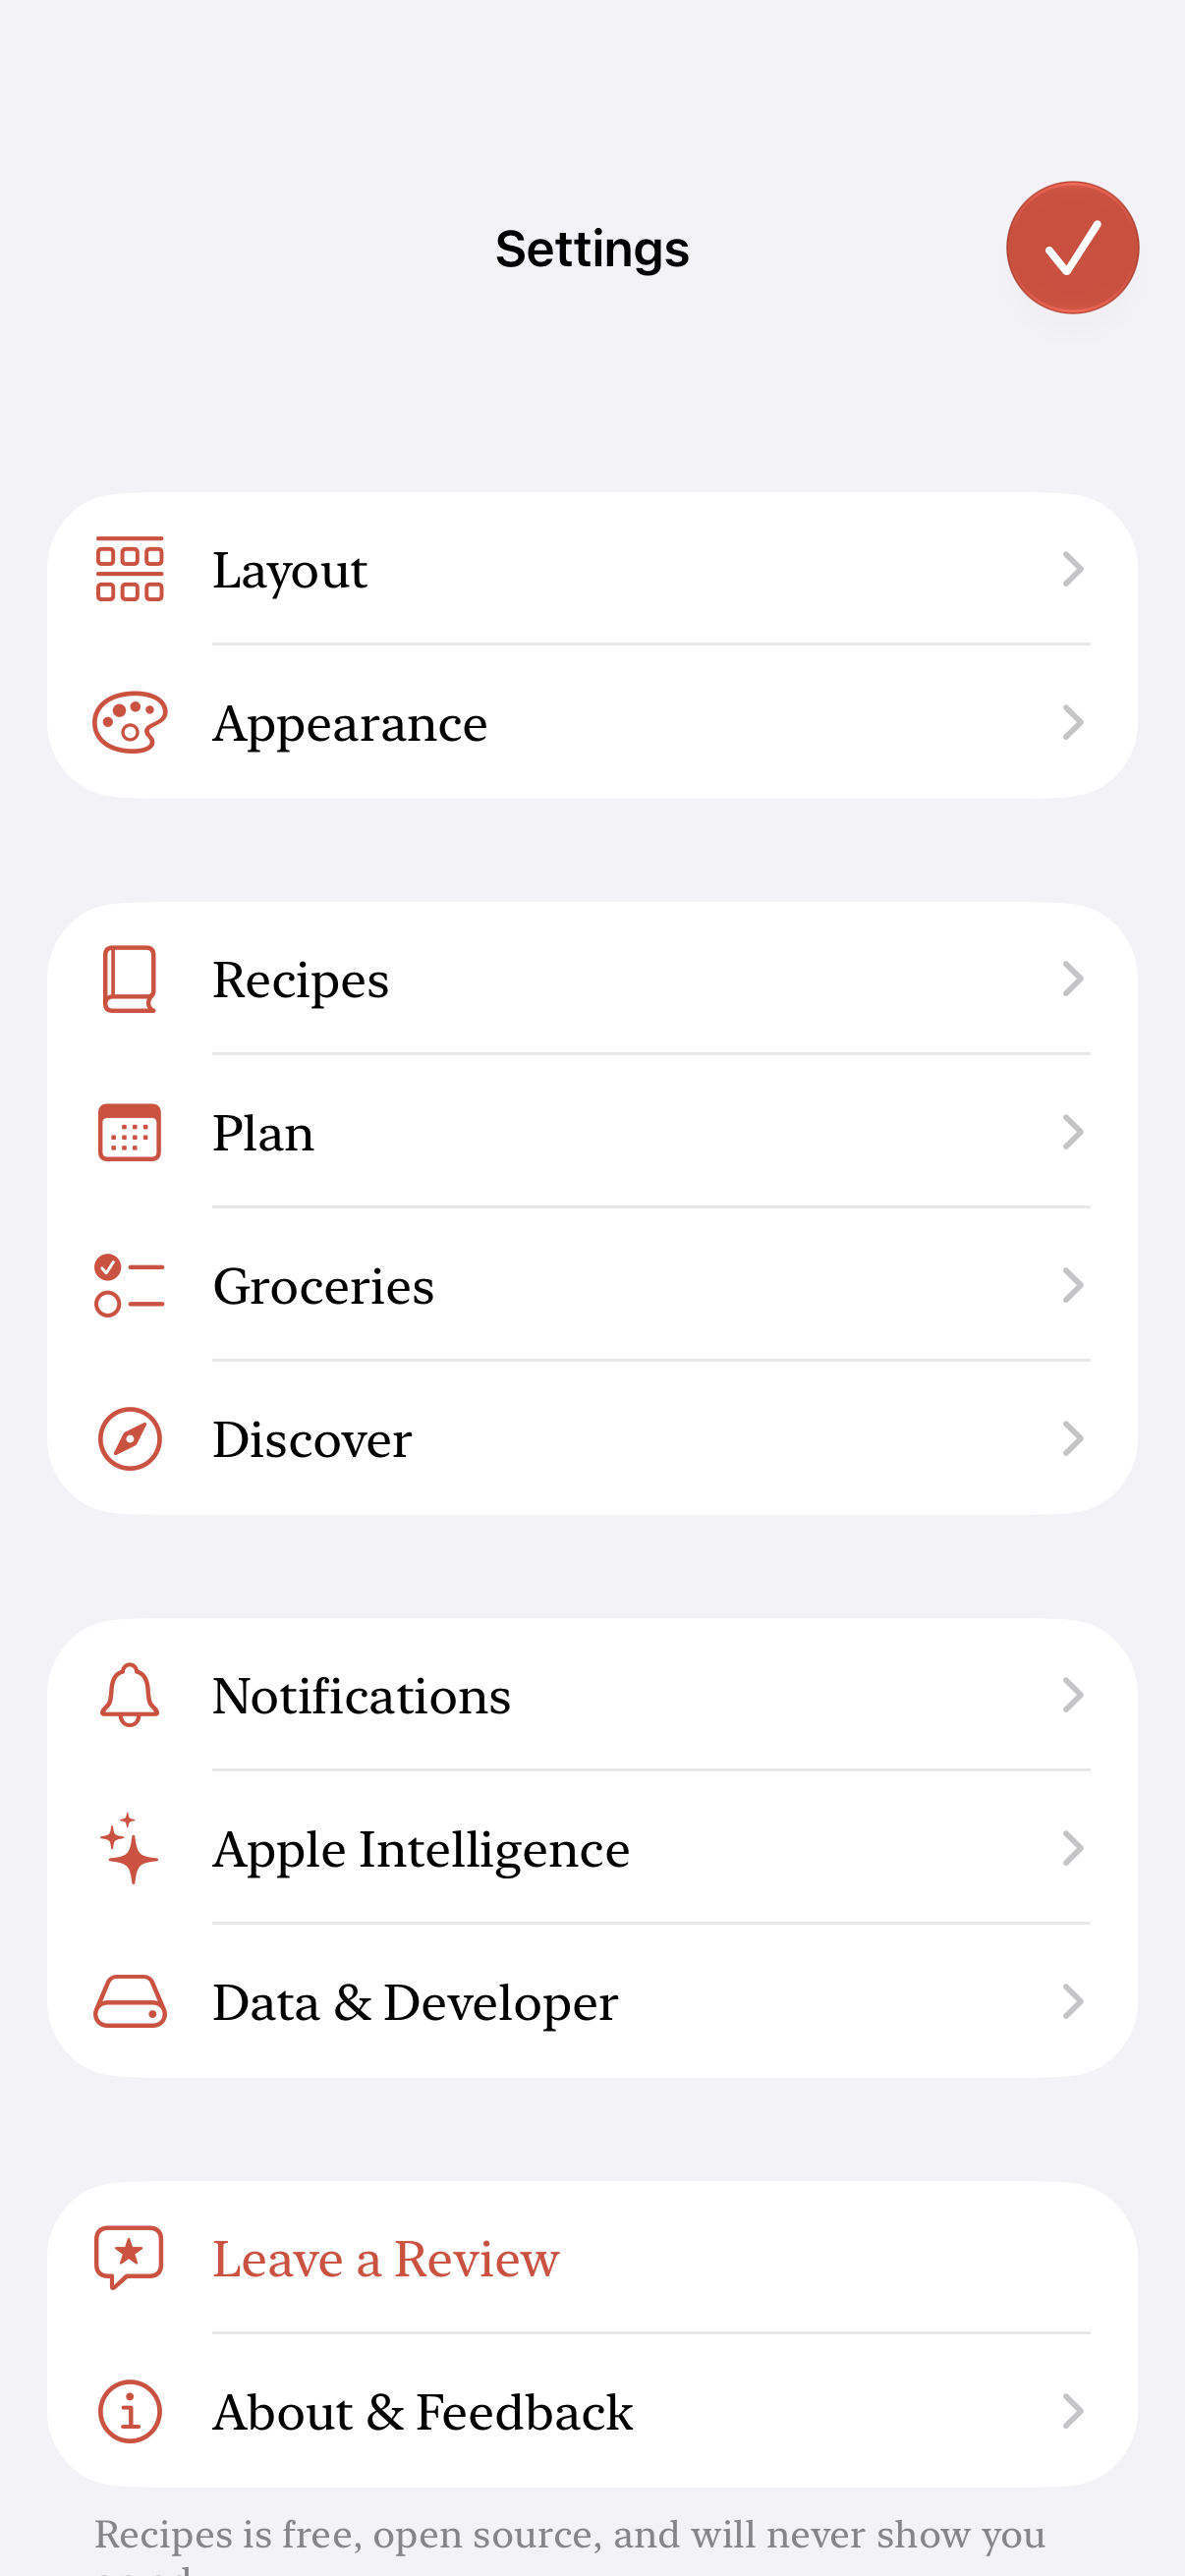 Settings
Layout
Appearance
Recipes
Plan
Groceries
Discover
Notifications
Apple Intelligence
Data & Developer
Leave a Review
About & Feedback
Recipes is free, open source, and will never show you